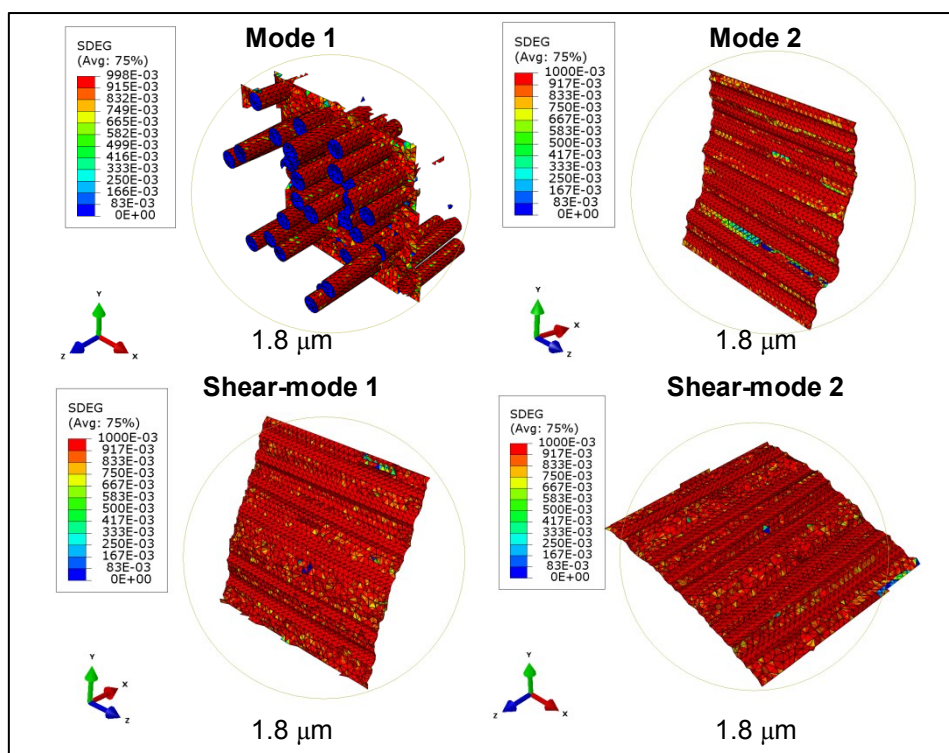 Mode 1
SDEG
(Avg: 75%)
998E-03
915E-03
832E-03
749E-03
665E-03
582E-03
499E-03
416E-03
333E-03
250E-03
166E-03
83E-03
0E+00
Y
Z
X
1.8 μm
Mode 2
SDEG
(Avg: 75%)
1000E-03
917E-03
833E-03
750E-03
667E-03
583E-03
500E-03
417E-03
333E-03
250E-03
167E-03
83E-03
0E+00
Y
X
Z
1.8 μm
Shear-mode 1
SDEG
(Avg: 75%)
1000E-03
917E-03
833E-03
750E-03
667E-03
583E-03
500E-03
417E-03
333E-03
250E-03
167E-03
83E-03
0E+00
Y
X
Z
1.8 μm
Shear-mode 2
SDEG
(Avg: 75%)
1000E-03
917E-03
833E-03
750E-03
667E-03
583E-03
500E-03
417E-03
333E-03
250E-03
167E-03
83E-03
0E+00
Y
Z
X
1.8 μm